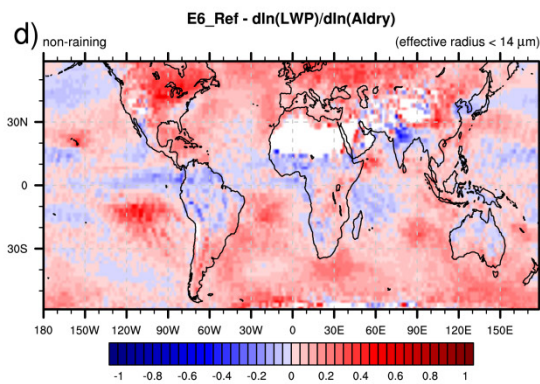 E6_Ref - dln(LWP)/dln(AIdry)
d)
non-raining
(effective radius < 14 µm)
30N
0
30S
180 150W 120W 90W 60W 30W 0 30E 60E 90E 120E 150E
-1 -0.8 -0.6 -0.4 -0.2 0 0.2 0.4 0.6 0.8 1